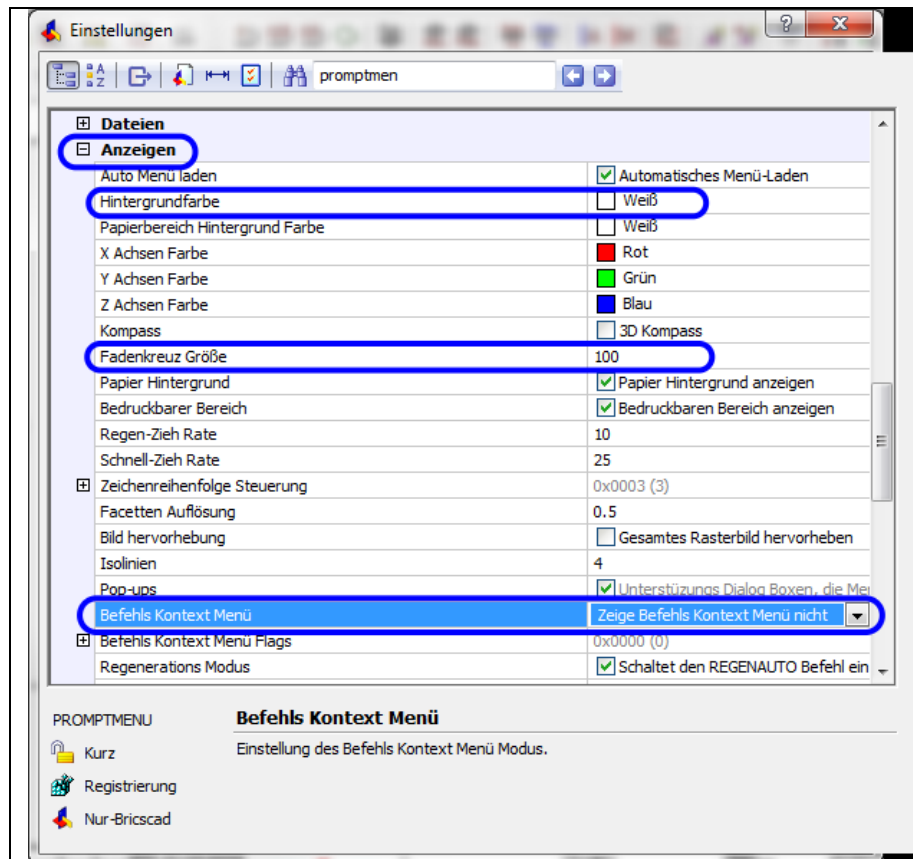 Einstellungen
promptmen
Dateien
Anzeigen
Auto Menü laden Automatisches Menü-Laden
Hintergrundfarbe Weiß
Papierbereich Hintergrund Farbe Weiß
X Achsen Farbe Rot
Y Achsen Farbe Grün
Z Achsen Farbe Blau
Kompass 3D Kompass
Fadenkreuz Größe 100
Papier Hintergrund Papier Hintergrund anzeigen
Bedruckbarer Bereich Bedruckbaren Bereich anzeigen
Regen-Zieh Rate 10
Schnell-Zieh Rate 25
Zeichenreihenfolge Steuerung 0x0003 (3)
Facetten Auflösung 0.5
Bild hervorhebung Gesamtes Rasterbild hervorheben
Isolinien 4
Pop-ups Unterstüzungs Dialog Boxen, die Me
Befehls Kontext Menü Zeige Befehls Kontext Menü nicht
Befehls Kontext Menü Flags 0x0000 (0)
Regenerations Modus Schaltet den REGENAUTO Befehl ein
PROMPTMENU Befehls Kontext Menü
Kurz Einstellung des Befehls Kontext Menü Modus.
Registrierung
Nur-Bricscad